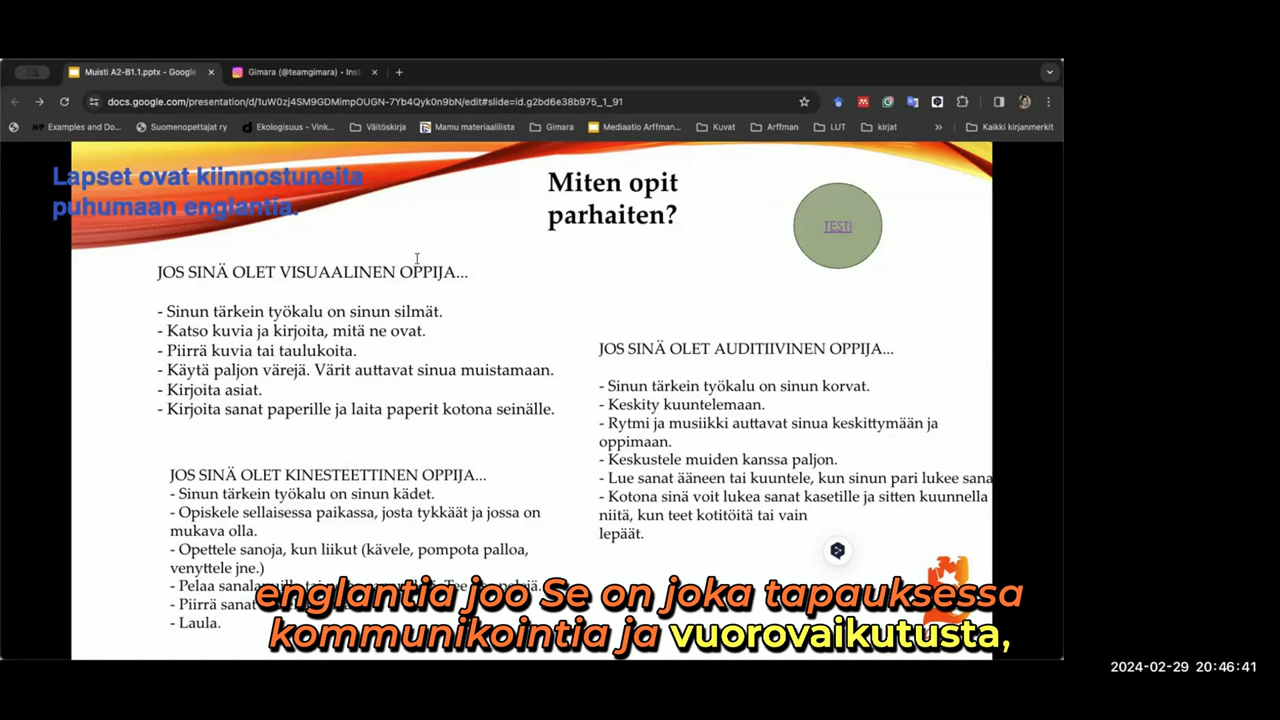 Muisti A2-B1.1.pptx - Google
Gimara (@teamgimara) • Inst
docs.google.com/presentation/d/1uW0zj4SM9GDMimpOUGN-7Yb4Qyk0n9bN/edit#slide=id.g2bd6e38b975_1_91
Examples and Do...
Suomenopettajat ry
Ekologisuus - Vink...
Väitöskirja
Mamu materiaalilista
Gimara
Mediaatio Arffman...
Kuvat
Arffman
LUT
kirjat
Kaikki kirjanmerkit
Lapset ovat kiinnostuneita
puhumaan englantia.
Miten opit
parhaiten?
TESTI
JOS SINÄ OLET VISUAALINEN OPPIJA...
- Sinun tärkein työkalu on sinun silmät.
- Katso kuvia ja kirjoita, mitä ne ovat.
- Piirrä kuvia tai taulukoita.
- Käytä paljon värejä. Värit auttavat sinua muistamaan.
- Kirjoita asiat.
- Kirjoita sanat paperille ja laita paperit kotona seinälle.
JOS SINÄ OLET AUDITIIVINEN OPPIJA...
- Sinun tärkein työkalu on sinun korvat.
- Keskity kuuntelemaan.
- Rytmi ja musiikki auttavat sinua keskittymään ja
oppimaan.
- Keskustele muiden kanssa paljon.
- Lue sanat ääneen tai kuuntele, kun sinun pari lukee sana
- Kotona sinä voit lukea sanat kasetille ja sitten kuunnella
niitä, kun teet kotitöitä tai vain
lepäät.
JOS SINÄ OLET KINESTEETTINEN OPPIJA...
- Sinun tärkein työkalu on sinun kädet.
- Opiskele sellaisessa paikassa, josta tykkäät ja jossa on
mukava olla.
- Opettele sanoja, kun liikut (kävele, pompota palloa,
venyttele jne.)
- Pelaa
- Piirrä sanat
- Laula.
englantia joo Se on joka tapauksessa
kommunikointia ja vuorovaikutusta,
2024-02-29 20:46:41